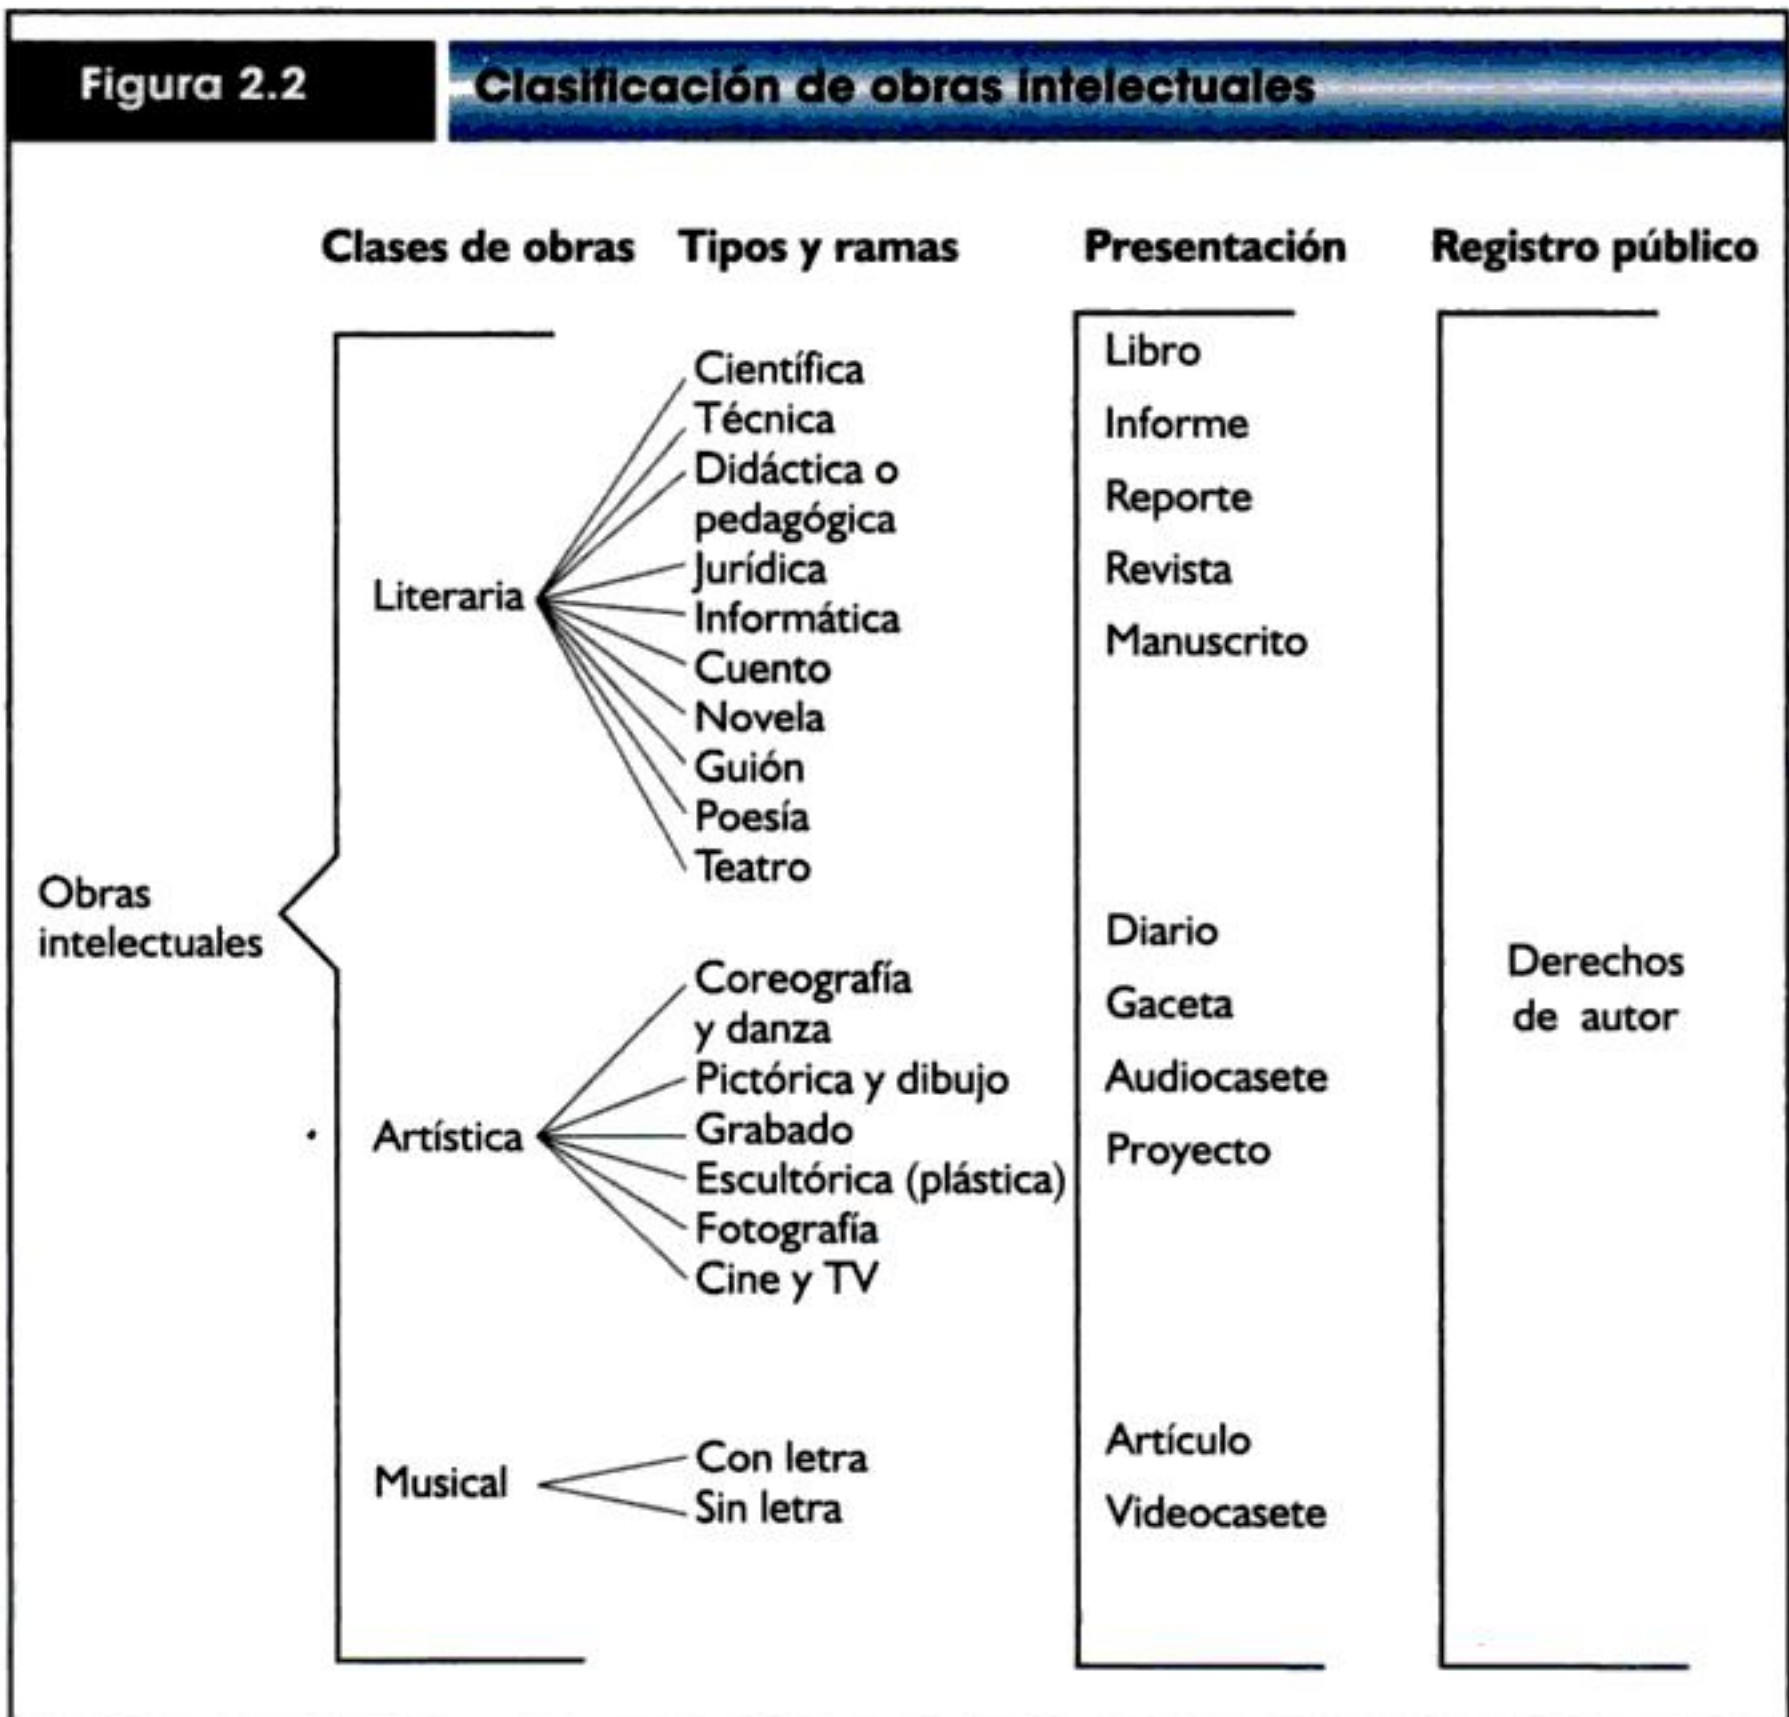 Figura 2.2
Clasificación de obras intelectuales
Clases de obras
Tipos y ramas
Presentación
Registro público
Obras
intelectuales
Literaria
Científica
Técnica
Didáctica o
pedagógica
Jurídica
Informática
Cuento
Novela
Guión
Poesía
Teatro
Artística
Coreografía
y danza
Pictórica y dibujo
Grabado
Escultórica (plástica)
Fotografía
Cine y TV
Musical
Con letra
Sin letra
Libro
Informe
Reporte
Revista
Manuscrito
Diario
Gaceta
Audiocasete
Proyecto
Artículo
Videocasete
Derechos
de autor